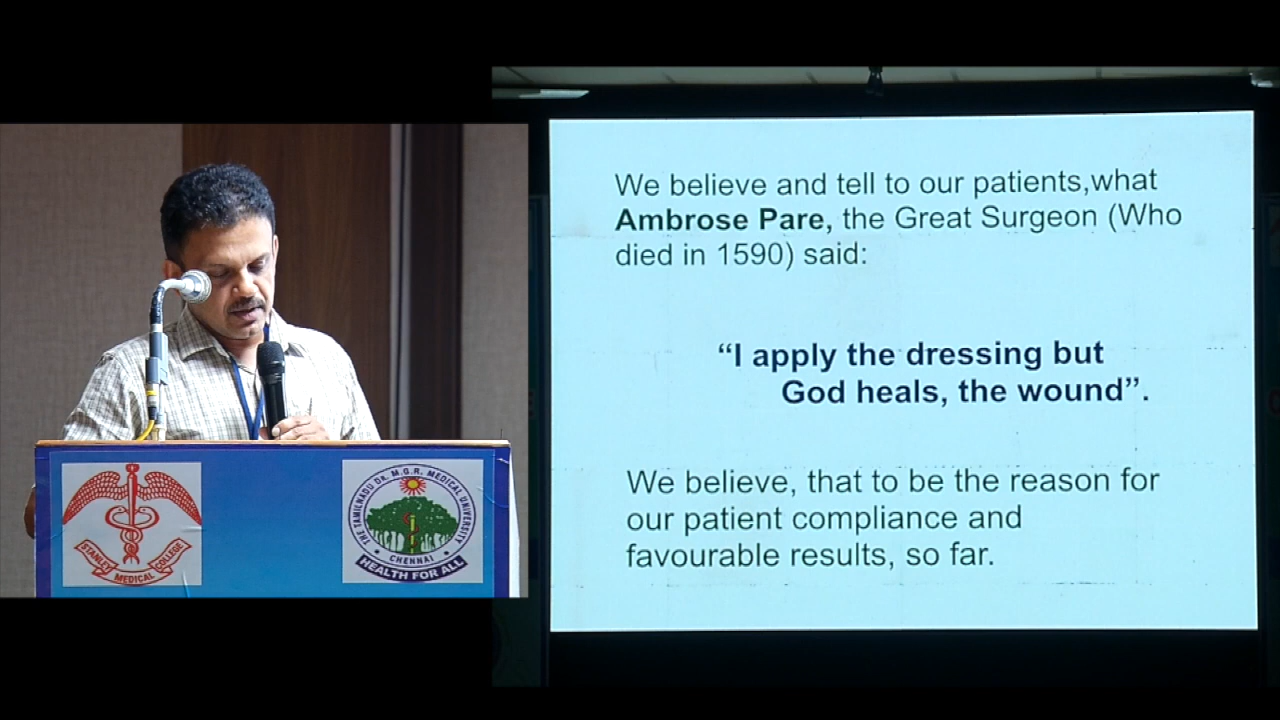 We believe and tell to our patients,what
Ambrose Pare, the Great Surgeon (Who
died in 1590) said:
“I apply the dressing but
God heals, the wound”.
We believe, that to be the reason for
our patient compliance and
favourable results, so far.
STANLEY
MEDICAL COLLEGE
THE TAMILNADU DR. M.G.R. MEDICAL UNIVERSITY
CHENNAI
HEALTH FOR ALL